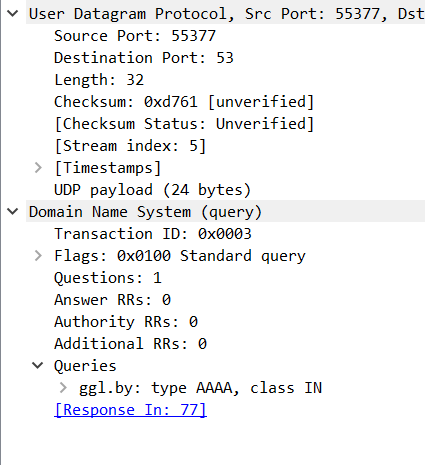 User Datagram Protocol, Src Port: 55377, Dst
Source Port: 55377
Destination Port: 53
Length: 32
Checksum: 0xd761 [unverified]
[Checksum Status: Unverified]
[Stream index: 5]
[Timestamps]
UDP payload (24 bytes)
Domain Name System (query)
Transaction ID: 0x0003
Flags: 0x0100 Standard query
Questions: 1
Answer RRs: 0
Authority RRs: 0
Additional RRs: 0
Queries
ggl.by: type AAAA, class IN
[Response In: 77]